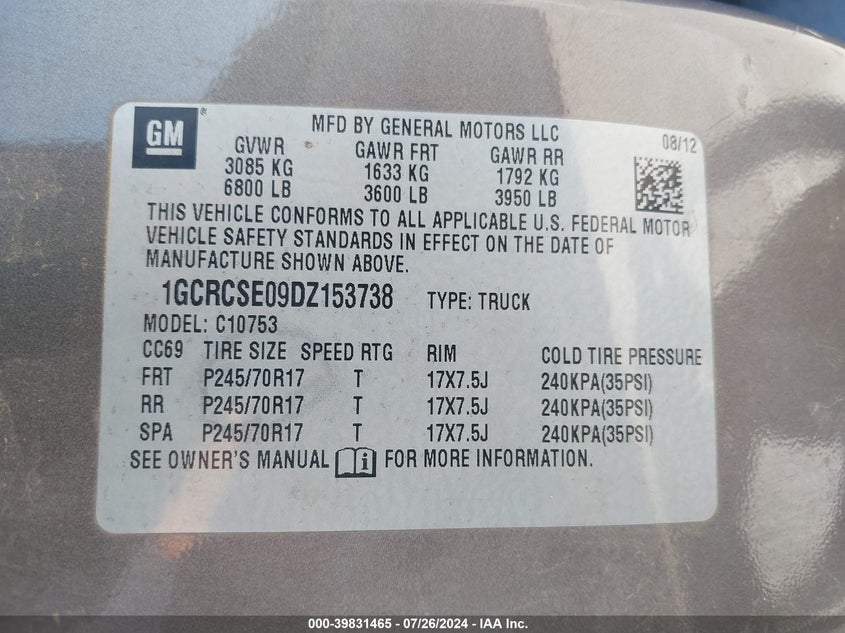 GM ®
MFD BY GENERAL MOTORS LLC
08/12
GVWR GAWR FRT GAWR RR
3085 KG 1633 KG 1792 KG
6800 LB 3600 LB 3950 LB
THIS VEHICLE CONFORMS TO ALL APPLICABLE U.S. FEDERAL MOTOR
VEHICLE SAFETY STANDARDS IN EFFECT ON THE DATE OF
MANUFACTURE SHOWN ABOVE.
1GCRCSE09DZ153738 TYPE: TRUCK
MODEL: C10753
CC69 TIRE SIZE SPEED RTG RIM COLD TIRE PRESSURE
FRT P245/70R17 T 17X7.5J 240KPA(35PSI)
RR P245/70R17 T 17X7.5J 240KPA(35PSI)
SPA P245/70R17 T 17X7.5J 240KPA(35PSI)
SEE OWNER'S MANUAL FOR MORE INFORMATION.
000-39831465 / 07/26/2024 - IAA Inc.